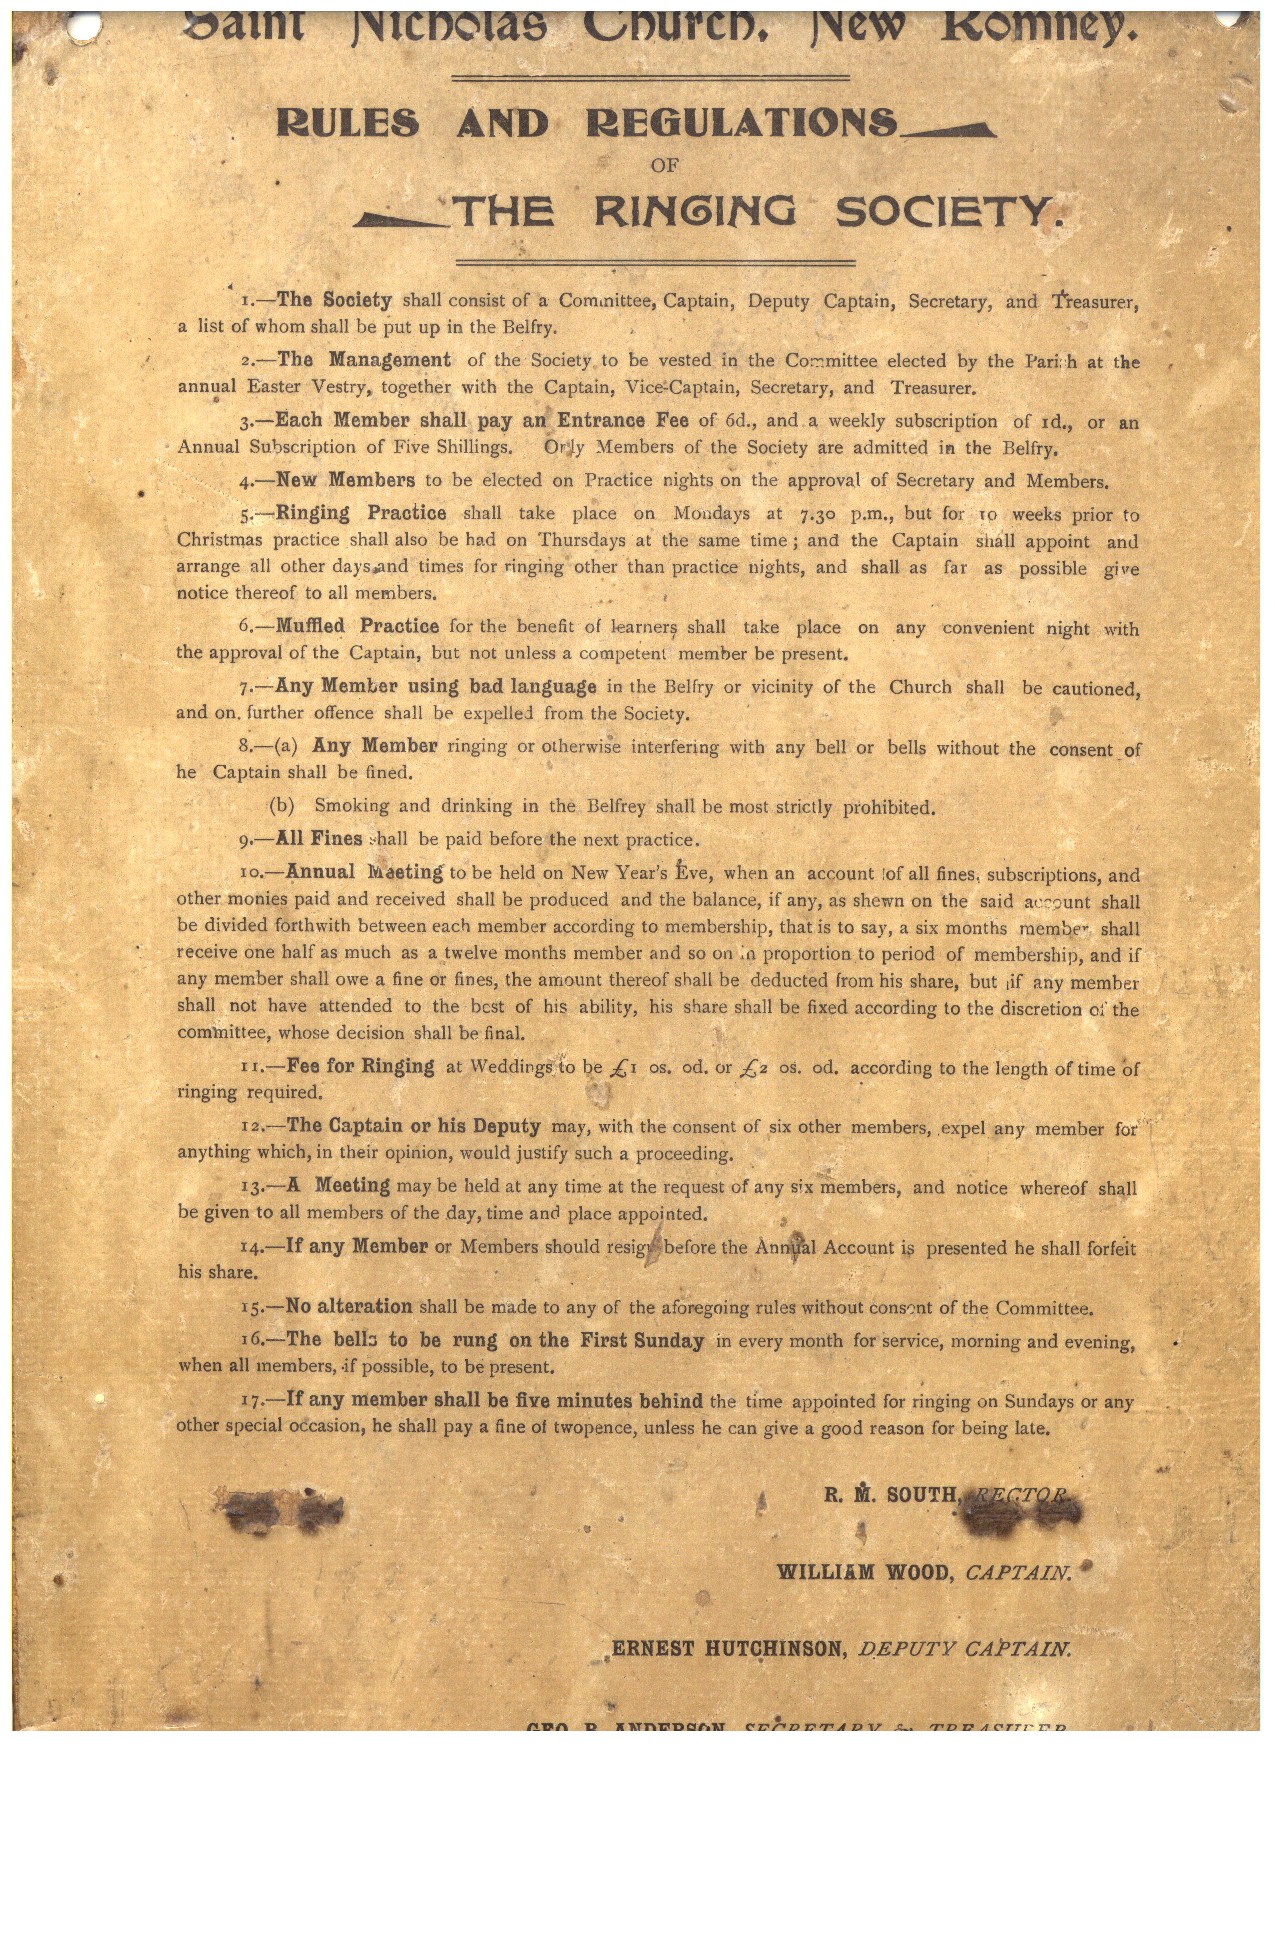 Saint Nicholas Church, New Romney.
RULES AND REGULATIONS
OF
THE RINGING SOCIETY.
1.—The Society shall consist of a Committee, Captain, Deputy Captain, Secretary, and Treasurer,
a list of whom shall be put up in the Belfry.
2.—The Management of the Society to be vested in the Committee elected by the Parish at the
annual Easter Vestry, together with the Captain, Vice-Captain, Secretary, and Treasurer.
3.—Each Member shall pay an Entrance Fee of 6d., and a weekly subscription of 1d., or an
Annual Subscription of Five Shillings. Only Members of the Society are admitted in the Belfry.
4.—New Members to be elected on Practice nights on the approval of Secretary and Members.
5.—Ringing Practice shall take place on Mondays at 7.30 p.m., but for 10 weeks prior to
Christmas practice shall also be had on Thursdays at the same time; and the Captain shall appoint and
arrange all other days and times for ringing other than practice nights, and shall as far as possible give
notice thereof to all members.
6.—Muffled Practice for the benefit of learners shall take place on any convenient night with
the approval of the Captain, but not unless a competent member be present.
7.—Any Member using bad language in the Belfry or vicinity of the Church shall be cautioned,
and on further offence shall be expelled from the Society.
8.—(a) Any Member ringing or otherwise interfering with any bell or bells without the consent of
he Captain shall be fined.
(b) Smoking and drinking in the Belfrey shall be most strictly prohibited.
9.—All Fines shall be paid before the next practice.
10.—Annual Meeting to be held on New Year's Eve, when an account of all fines, subscriptions, and
other monies paid and received shall be produced and the balance, if any, as shewn on the said account shall
be divided forthwith between each member according to membership, that is to say, a six months member shall
receive one half as much as a twelve months member and so on in proportion to period of membership, and if
any member shall owe a fine or fines, the amount thereof shall be deducted from his share, but if any member
shall not have attended to the best of his ability, his share shall be fixed according to the discretion of the
committee, whose decision shall be final.
11.—Fee for Ringing at Weddings to be £1 0s. 0d. or £2 0s. 0d. according to the length of time of
ringing required.
12.—The Captain or his Deputy may, with the consent of six other members, expel any member for
anything which, in their opinion, would justify such a proceeding.
13.—A Meeting may be held at any time at the request of any six members, and notice whereof shall
be given to all members of the day, time and place appointed.
14.—If any Member or Members should resign before the Annual Account is presented he shall forfeit
his share.
15.—No alteration shall be made to any of the aforegoing rules without consent of the Committee.
16.—The bells to be rung on the First Sunday in every month for service, morning and evening,
when all members, if possible, to be present.
17.—If any member shall be five minutes behind the time appointed for ringing on Sundays or any
other special occasion, he shall pay a fine of twopence, unless he can give a good reason for being late.
R. M. SOUTH, RECTOR.
WILLIAM WOOD, CAPTAIN.
ERNEST HUTCHINSON, DEPUTY CAPTAIN.
GEO. ANDERSON, SECRETARY & TREASURER